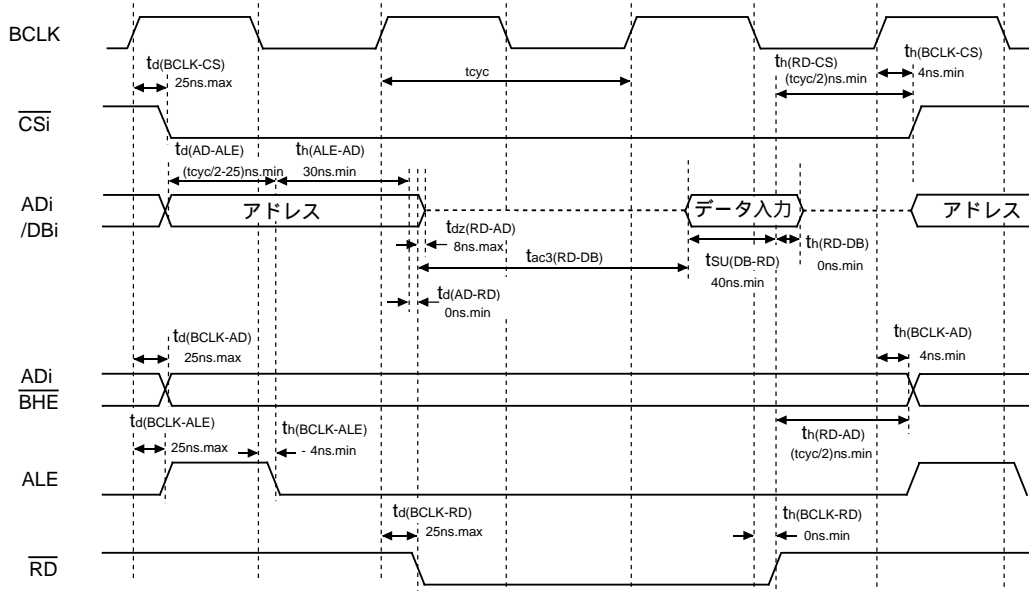 BCLK
td(BCLK-CS)
25ns.max
tcyc
th(RD-CS)
(tcyc/2)ns.min
th(BCLK-CS)
4ns.min
CSi
td(AD-ALE)
(tcyc/2-25)ns.min
th(ALE-AD)
30ns.min
ADi
/DBi
アドレス
データ入力
アドレス
tdz(RD-AD)
8ns.max
tac3(RD-DB)
tSU(DB-RD)
40ns.min
th(RD-DB)
0ns.min
td(AD-RD)
0ns.min
td(BCLK-AD)
25ns.max
th(BCLK-AD)
4ns.min
ADi
BHE
td(BCLK-ALE)
25ns.max
th(BCLK-ALE)
- 4ns.min
th(RD-AD)
(tcyc/2)ns.min
ALE
td(BCLK-RD)
25ns.max
th(BCLK-RD)
0ns.min
RD